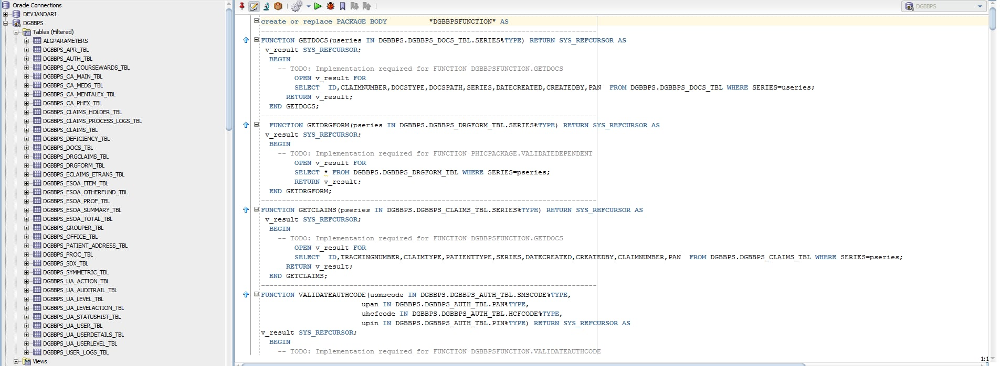 Oracle Connections
DEVJANDARI
DGBBPS
Tables (Filtered)
ALGPARAMETERS
DGBBPS_APR_TBL
DGBBPS_AUTH_TBL
DGBBPS_CA_COURSEWARDS_TBL
DGBBPS_CA_MAIN_TBL
DGBBPS_CA_MEDS_TBL
DGBBPS_CA_MENTALEX_TBL
DGBBPS_CA_PHEX_TBL
DGBBPS_CLAIMS_HOLDER_TBL
DGBBPS_CLAIMS_PROCESS_LOGS_TBL
DGBBPS_CLAIMS_TBL
DGBBPS_DEFICIENCY_TBL
DGBBPS_DOCS_TBL
DGBBPS_DRGCLAIMS_TBL
DGBBPS_DRGFORM_TBL
DGBBPS_ECLAIMS_ETRANS_TBL
DGBBPS_ESOA_ITEM_TBL
DGBBPS_ESOA_OTHERFUND_TBL
DGBBPS_ESOA_PROF_TBL
DGBBPS_ESOA_SUMMARY_TBL
DGBBPS_ESOA_TOTAL_TBL
DGBBPS_GROUPER_TBL
DGBBPS_OFFICE_TBL
DGBBPS_PATIENT_ADDRESS_TBL
DGBBPS_PROC_TBL
DGBBPS_SDX_TBL
DGBBPS_SYMMETRIC_TBL
DGBBPS_UA_ACTION_TBL
DGBBPS_UA_AUDITRAIL_TBL
DGBBPS_UA_LEVEL_TBL
DGBBPS_UA_LEVELACTION_TBL
DGBBPS_UA_STATUSHIST_TBL
DGBBPS_UA_USER_TBL
DGBBPS_UA_USERDETAILS_TBL
DGBBPS_UA_USERLEVEL_TBL
DGBBPS_USER_LOGS_TBL
Views
DGBBPS
create or replace PACKAGE BODY          "DGBBPSFUNCTION" AS
--------------------------------------------------------------------------------
FUNCTION GETDOCS(useries IN DGBBPS.DGBBPS_DOCS_TBL.SERIES%TYPE) RETURN SYS_REFCURSOR AS
 v_result SYS_REFCURSOR;
  BEGIN
    -- TODO: Implementation required for FUNCTION DGBBPSFUNCTION.GETDOCS
        OPEN v_result FOR
        SELECT  ID,CLAIMNUMBER,DOCSTYPE,DOCSPATH,SERIES,DATECREATED,CREATEDBY,PAN  FROM DGBBPS.DGBBPS_DOCS_TBL WHERE SERIES=useries;
      RETURN v_result;
  END GETDOCS;
--------------------------------------------------------------------------------
  FUNCTION GETDRGFORM(pseries IN DGBBPS.DGBBPS_DRGFORM_TBL.SERIES%TYPE) RETURN SYS_REFCURSOR AS
 v_result SYS_REFCURSOR;
  BEGIN
    -- TODO: Implementation required for FUNCTION PHICPACKAGE.VALIDATEDEPENDENT
        OPEN v_result FOR
        SELECT * FROM DGBBPS.DGBBPS_DRGFORM_TBL WHERE SERIES=pseries;
        RETURN v_result;
  END GETDRGFORM;
--------------------------------------------------------------------------------
FUNCTION GETCLAIMS(pseries IN DGBBPS.DGBBPS_CLAIMS_TBL.SERIES%TYPE) RETURN SYS_REFCURSOR AS
 v_result SYS_REFCURSOR;
  BEGIN
    -- TODO: Implementation required for FUNCTION DGBBPSFUNCTION.GETDOCS
        OPEN v_result FOR
        SELECT  ID,TRACKINGNUMBER,CLAIMTYPE,PATIENTTYPE,SERIES,DATECREATED,CREATEDBY,CLAIMNUMBER,PAN  FROM DGBBPS.DGBBPS_CLAIMS_TBL WHERE SERIES=pseries;
      RETURN v_result;
  END GETCLAIMS;
--------------------------------------------------------------------------------
FUNCTION VALIDATEAUTHCODE(usmscode IN DGBBPS.DGBBPS_AUTH_TBL.SMSCODE%TYPE,
                        upan IN DGBBPS.DGBBPS_AUTH_TBL.PAN%TYPE,
                        uhcfcode IN DGBBPS.DGBBPS_AUTH_TBL.HCFCODE%TYPE,
                        upin IN DGBBPS.DGBBPS_AUTH_TBL.PIN%TYPE) RETURN SYS_REFCURSOR AS
v_result SYS_REFCURSOR;
  BEGIN
    -- TODO: Implementation required for FUNCTION DGBBPSFUNCTION.VALIDATEAUTHCODE
1:1